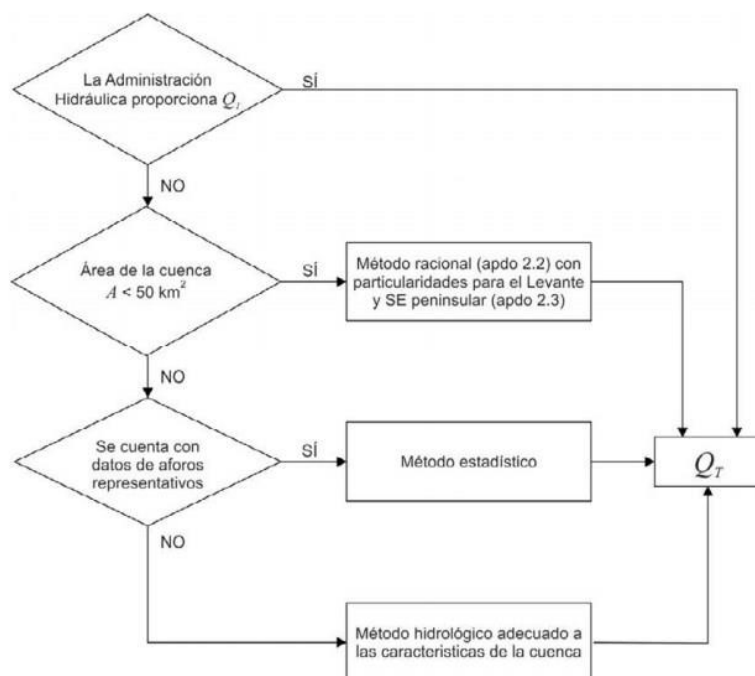 La Administración
Hidráulica proporciona Q_T
SÍ
NO
Área de la cuenca
A < 50 km²
SÍ
Método racional (apdo 2.2) con
particularidades para el Levante
y SE peninsular (apdo 2.3)
NO
Se cuenta con
datos de aforos
representativos
SÍ
Método estadístico
Q_T
NO
Método hidrológico adecuado a
las caracteristicas de la cuenca